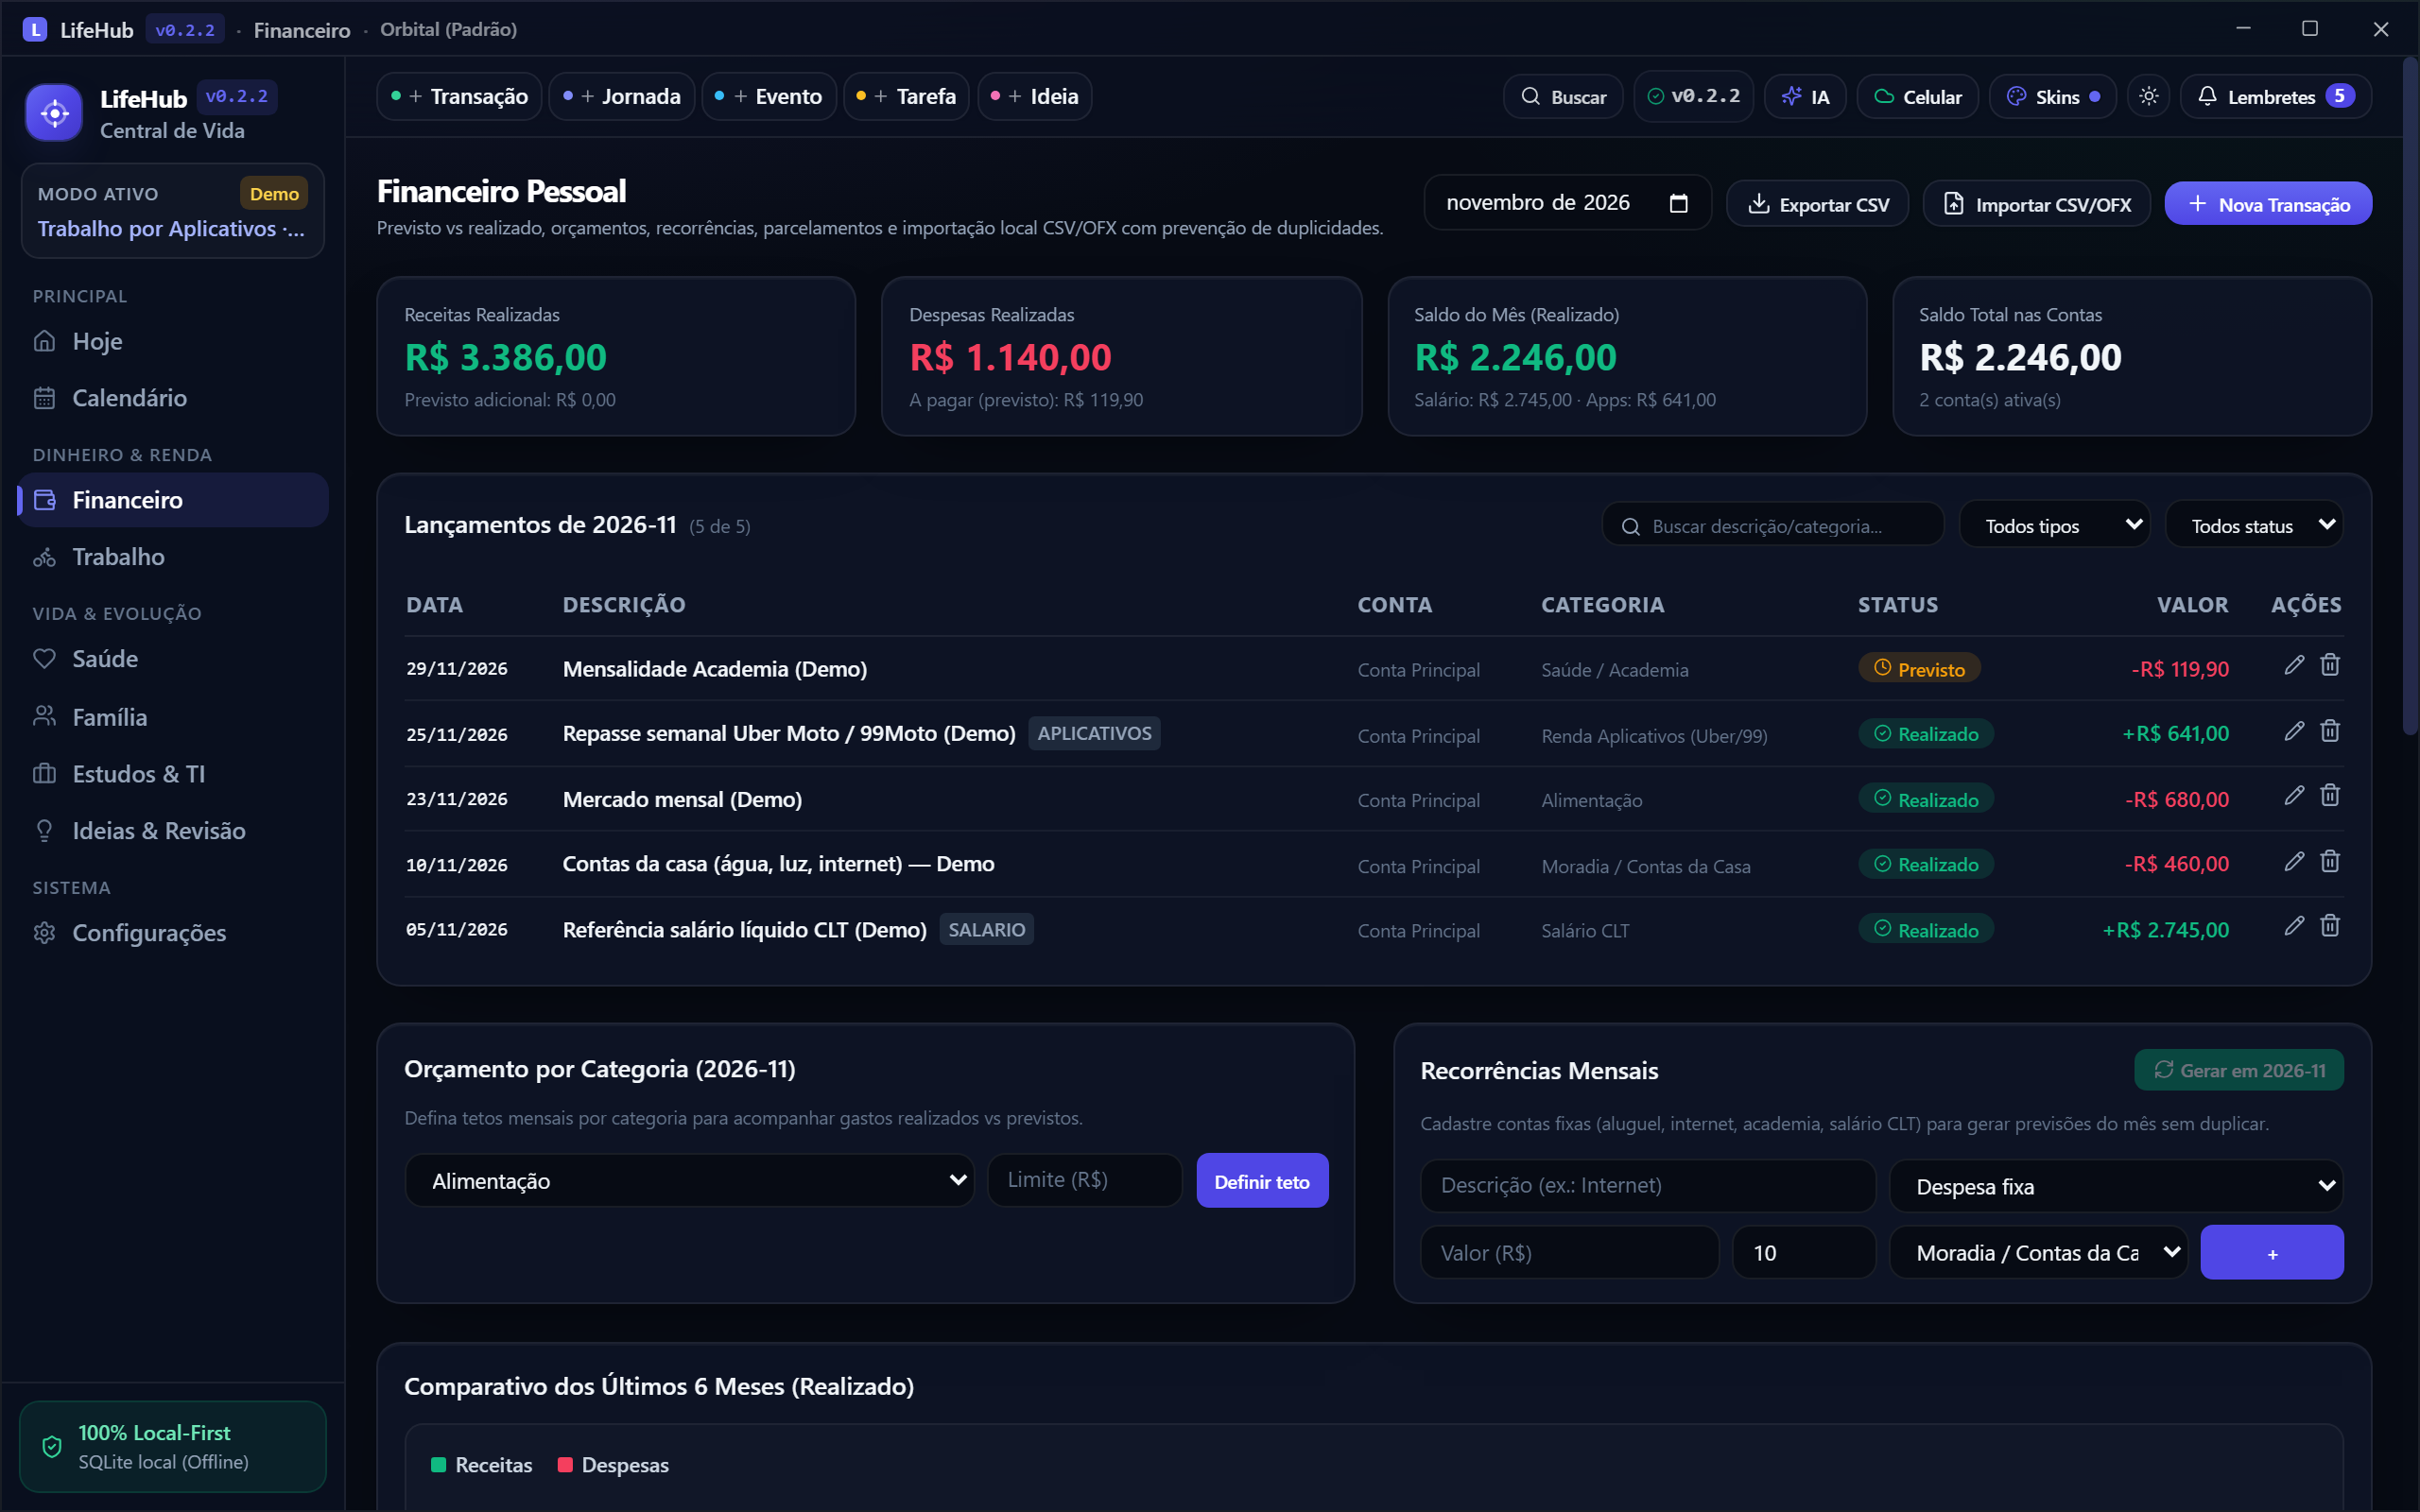 L LifeHub v0.2.2 · Financeiro · Orbital (Padrão)
LifeHub v0.2.2
Central de Vida
MODO ATIVO Demo
Trabalho por Aplicativos ·...
PRINCIPAL
Hoje
Calendário
DINHEIRO & RENDA
Financeiro
Trabalho
VIDA & EVOLUÇÃO
Saúde
Família
Estudos & TI
Ideias & Revisão
SISTEMA
Configurações
100% Local-First
SQLite local (Offline)
+ Transação + Jornada + Evento + Tarefa + Ideia
Buscar v0.2.2 IA Celular Skins Lembretes 5
Financeiro Pessoal
Previsto vs realizado, orçamentos, recorrências, parcelamentos e importação local CSV/OFX com prevenção de duplicidades.
novembro de 2026 Exportar CSV Importar CSV/OFX + Nova Transação
Receitas Realizadas
R$ 3.386,00
Previsto adicional: R$ 0,00
Despesas Realizadas
R$ 1.140,00
A pagar (previsto): R$ 119,90
Saldo do Mês (Realizado)
R$ 2.246,00
Salário: R$ 2.745,00 · Apps: R$ 641,00
Saldo Total nas Contas
R$ 2.246,00
2 conta(s) ativa(s)
Lançamentos de 2026-11 (5 de 5)
Buscar descrição/categoria... Todos tipos Todos status
DATA DESCRIÇÃO CONTA CATEGORIA STATUS VALOR AÇÕES
29/11/2026 Mensalidade Academia (Demo) Conta Principal Saúde / Academia Previsto -R$ 119,90
25/11/2026 Repasse semanal Uber Moto / 99Moto (Demo) APLICATIVOS Conta Principal Renda Aplicativos (Uber/99) Realizado +R$ 641,00
23/11/2026 Mercado mensal (Demo) Conta Principal Alimentação Realizado -R$ 680,00
10/11/2026 Contas da casa (água, luz, internet) — Demo Conta Principal Moradia / Contas da Casa Realizado -R$ 460,00
05/11/2026 Referência salário líquido CLT (Demo) SALARIO Conta Principal Salário CLT Realizado +R$ 2.745,00
Orçamento por Categoria (2026-11)
Defina tetos mensais por categoria para acompanhar gastos realizados vs previstos.
Alimentação Limite (R$) Definir teto
Recorrências Mensais Gerar em 2026-11
Cadastre contas fixas (aluguel, internet, academia, salário CLT) para gerar previsões do mês sem duplicar.
Descrição (ex.: Internet) Despesa fixa
Valor (R$) 10 Moradia / Contas da Ca +
Comparativo dos Últimos 6 Meses (Realizado)
Receitas Despesas